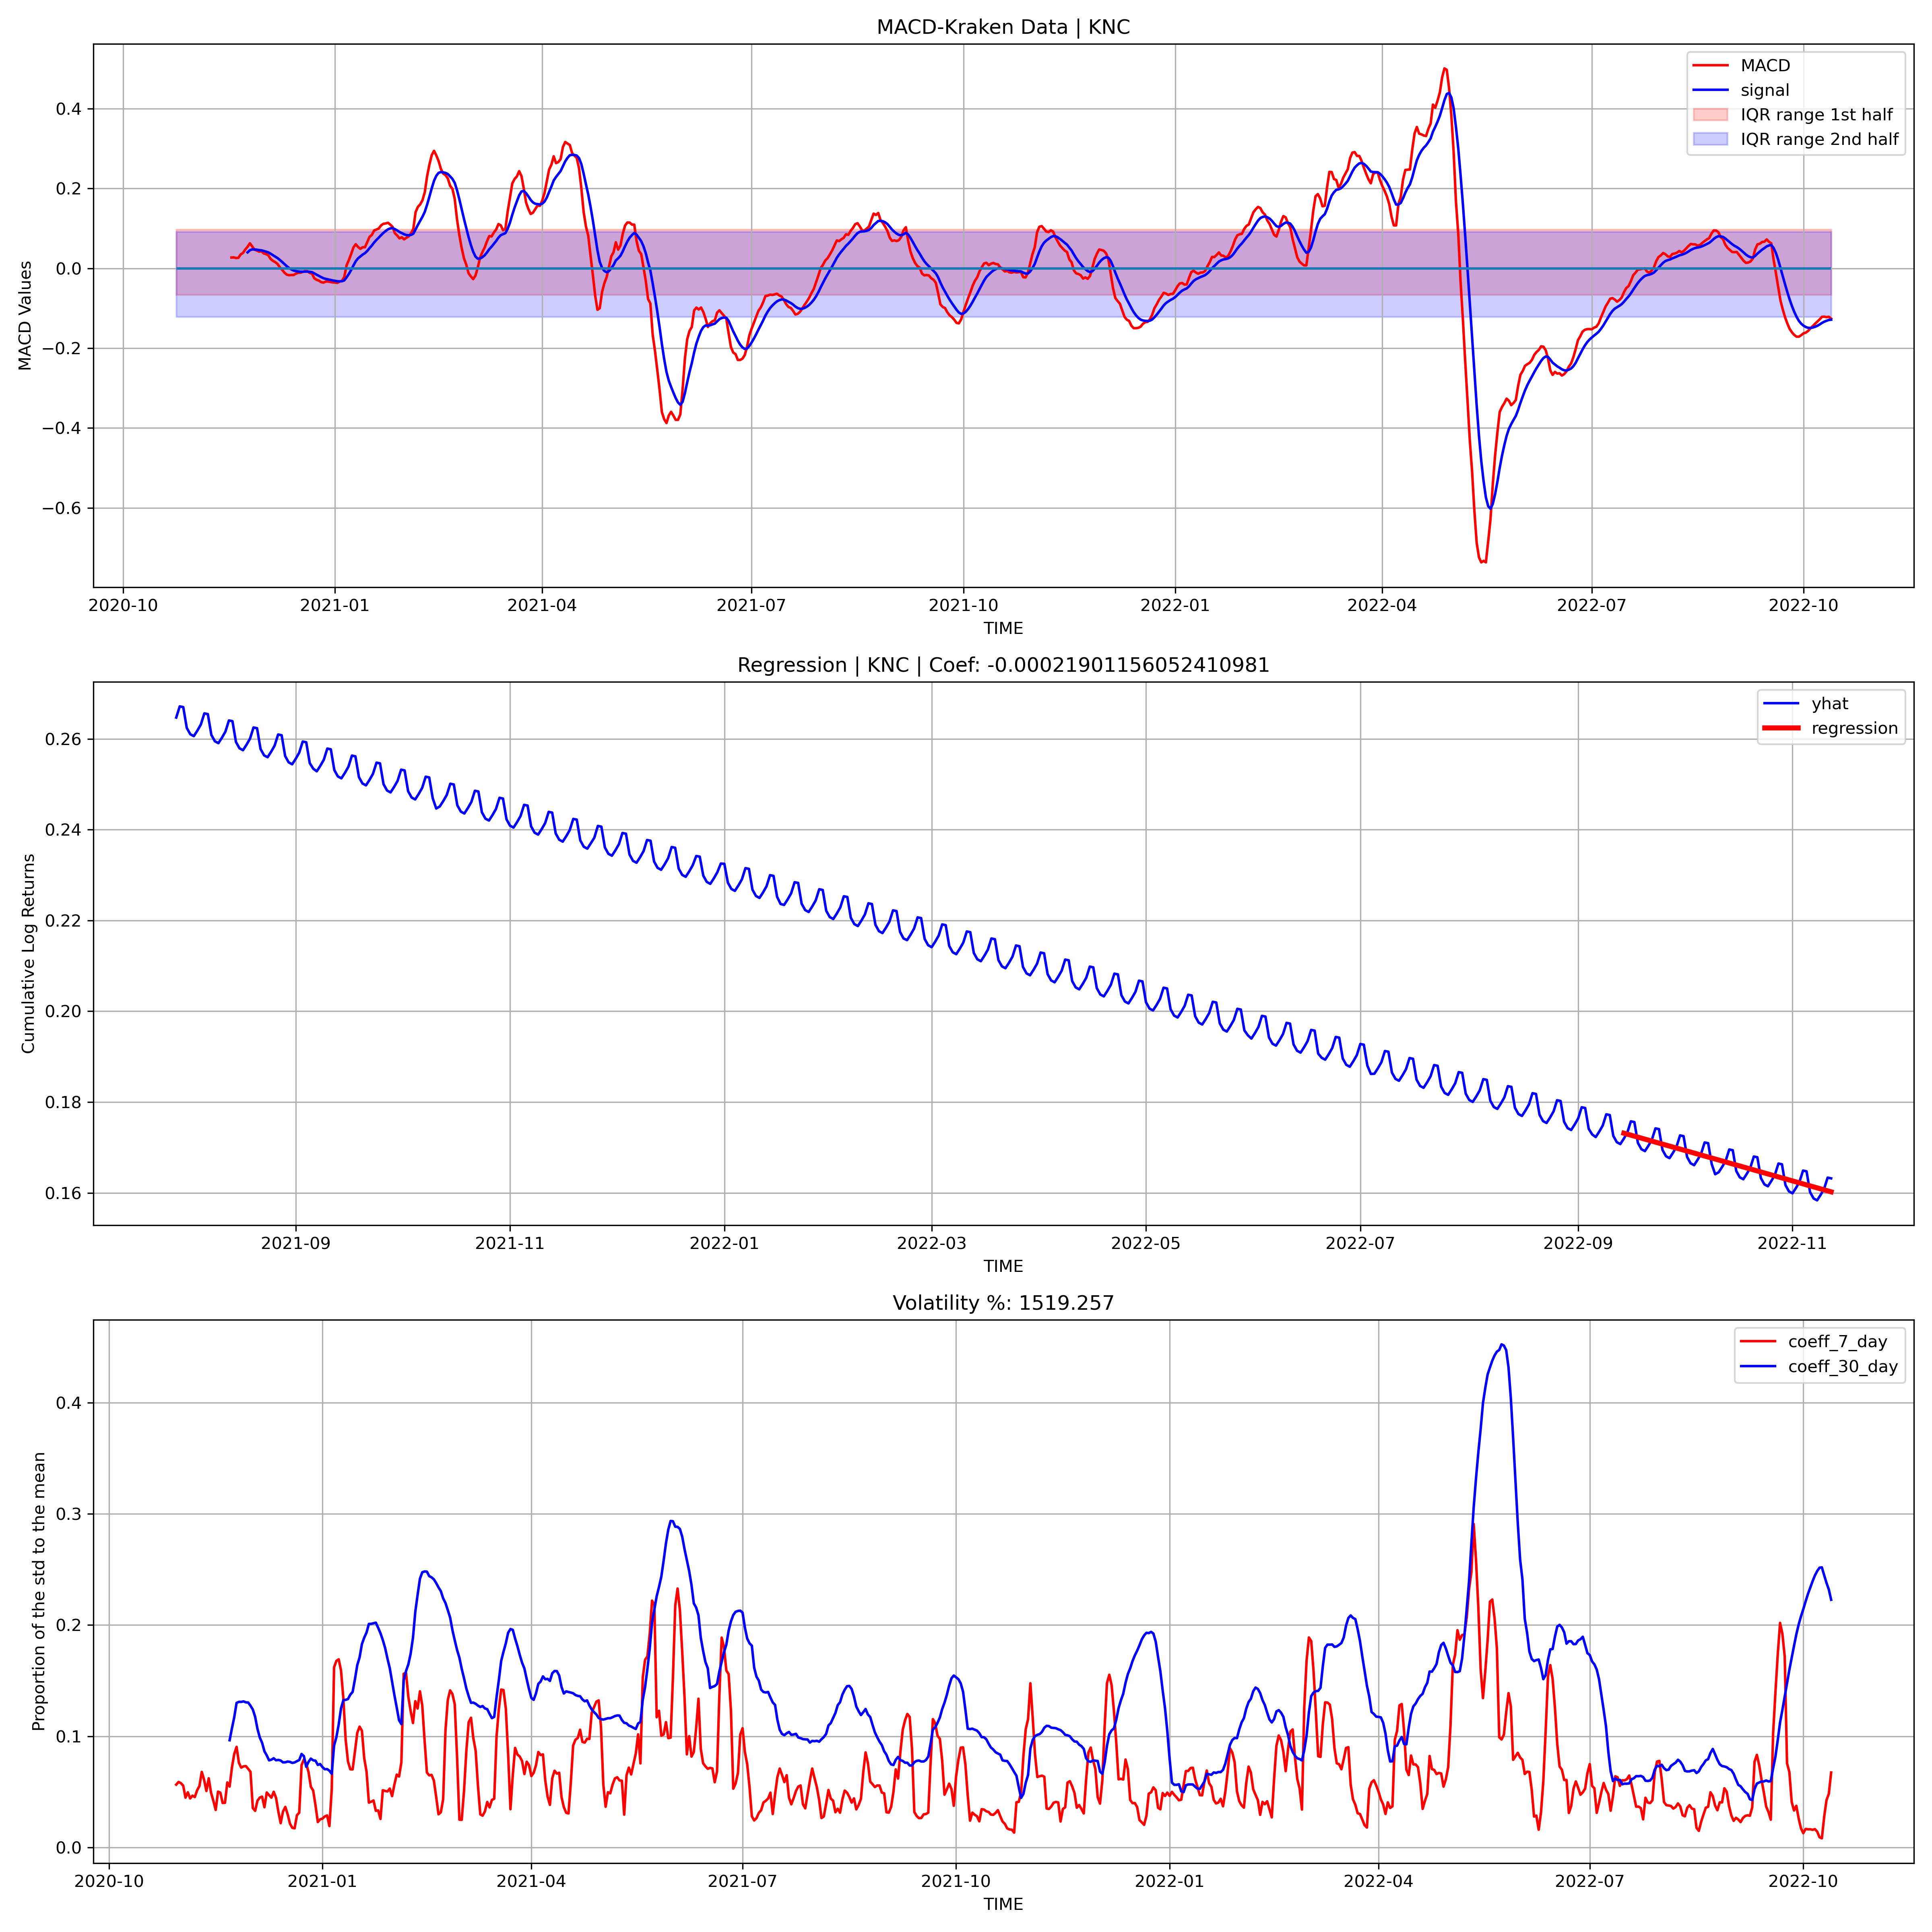 MACD-Kraken Data | KNC
MACD Values
0.4
0.2
0.0
−0.2
−0.4
−0.6
MACD
signal
IQR range 1st half
IQR range 2nd half
2020-10 2021-01 2021-04 2021-07 2021-10 2022-01 2022-04 2022-07 2022-10
TIME
Regression | KNC | Coef: -0.00021901156052410981
Cumulative Log Returns
0.26
0.24
0.22
0.20
0.18
0.16
yhat
regression
2021-09 2021-11 2022-01 2022-03 2022-05 2022-07 2022-09 2022-11
TIME
Volatility %: 1519.257
Proportion of the std to the mean
0.4
0.3
0.2
0.1
0.0
coeff_7_day
coeff_30_day
2020-10 2021-01 2021-04 2021-07 2021-10 2022-01 2022-04 2022-07 2022-10
TIME